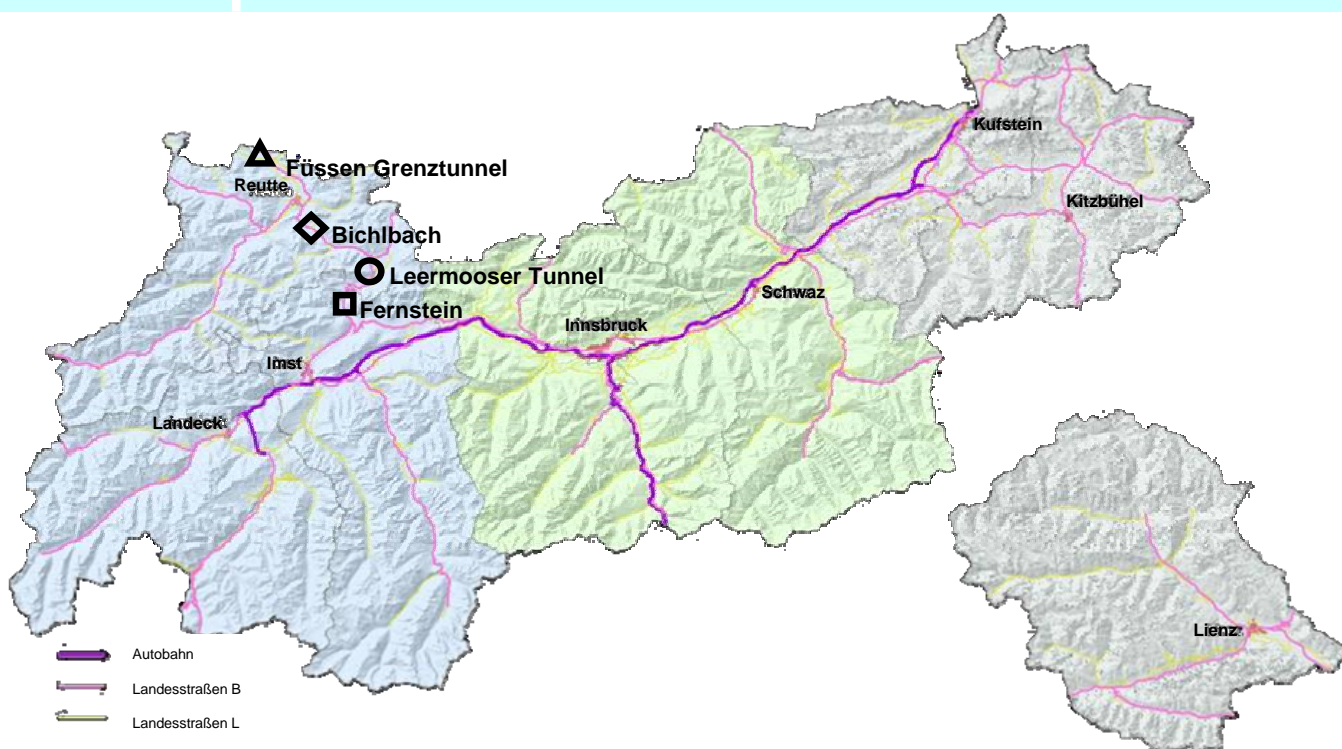 Kufstein
Füssen Grenztunnel
Reutte
Kitzbühel
Bichlbach
Leermooser Tunnel
Schwaz
Fernstein
Innsbruck
Imst
Landeck
Lienz
Autobahn
Landesstraßen B
Landesstraßen L